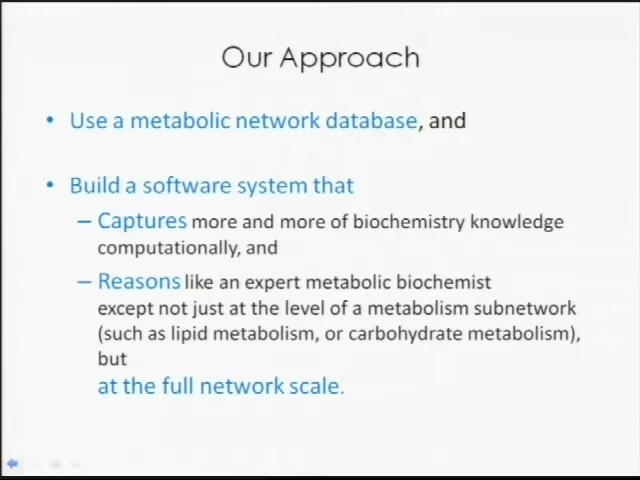 Our Approach
• Use a metabolic network database, and
• Build a software system that
– Captures more and more of biochemistry knowledge
computationally, and
– Reasons like an expert metabolic biochemist
except not just at the level of a metabolism subnetwork
(such as lipid metabolism, or carbohydrate metabolism),
but
at the full network scale.